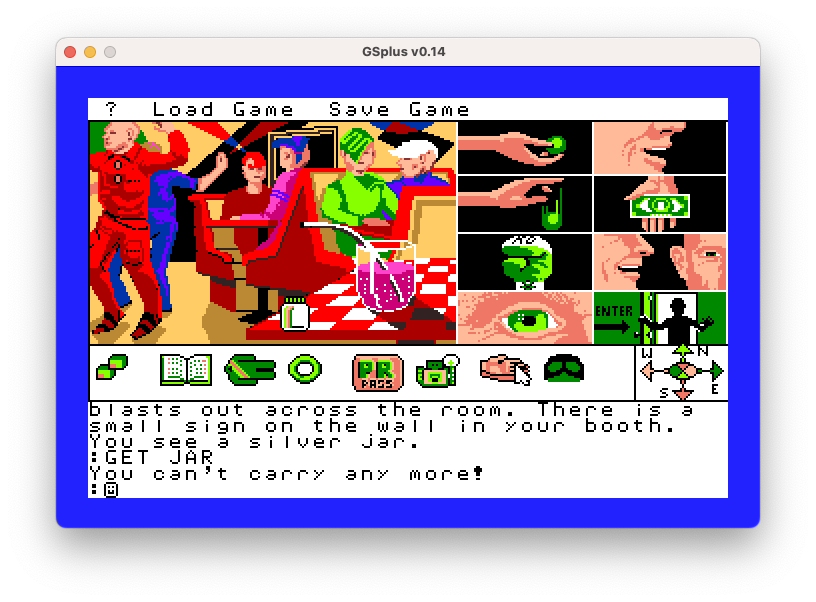 GSplus v0.14
? Load Game Save Game
ENTER
PR
PASS
W N
S E
blasts out across the room. There is a
small sign on the wall in your booth.
You see a silver jar.
:GET JAR
You can't carry any more!
: